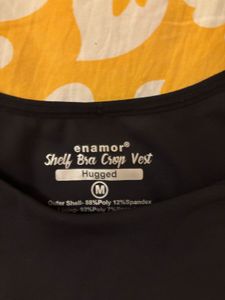 enamor®
Shelf Bra Crop Vest
Hugged
M
Outer Shell- 88%Poly 12%Spandex